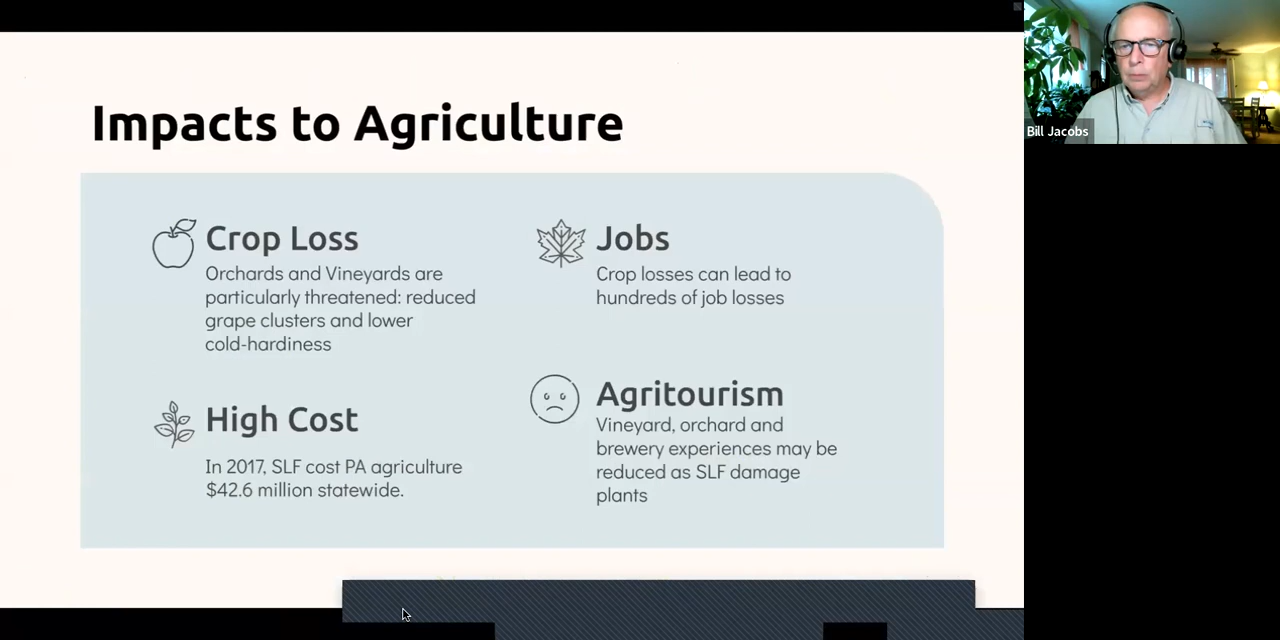 Impacts to Agriculture
Crop Loss
Orchards and Vineyards are
particularly threatened: reduced
grape clusters and lower
cold-hardiness
High Cost
In 2017, SLF cost PA agriculture
$42.6 million statewide.
Jobs
Crop losses can lead to
hundreds of job losses
Agritourism
Vineyard, orchard and
brewery experiences may be
reduced as SLF damage
plants
Bill Jacobs